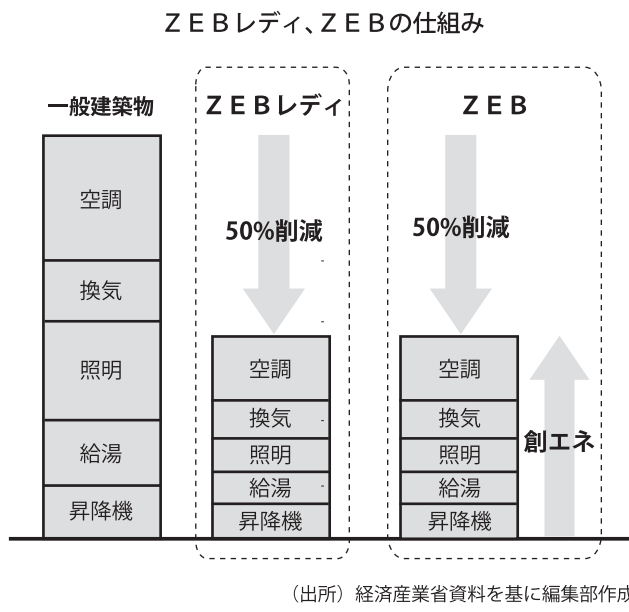 ＺＥＢレディ、ＺＥＢの仕組み
一般建築物
空調
換気
照明
給湯
昇降機
ＺＥＢレディ
50%削減
空調
換気
照明
給湯
昇降機
ＺＥＢ
50%削減
空調
換気
照明
給湯
昇降機
創エネ
（出所）経済産業省資料を基に編集部作成